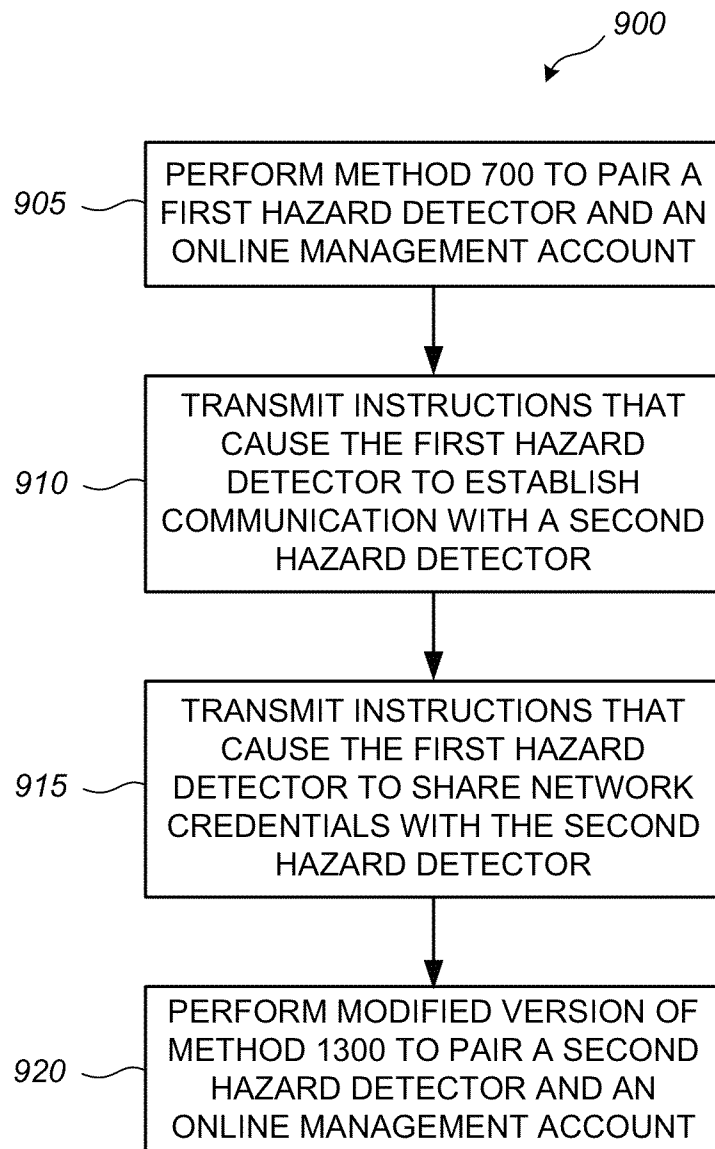 900
905
PERFORM METHOD 700 TO PAIR A
FIRST HAZARD DETECTOR AND AN
ONLINE MANAGEMENT ACCOUNT
910
TRANSMIT INSTRUCTIONS THAT
CAUSE THE FIRST HAZARD
DETECTOR TO ESTABLISH
COMMUNICATION WITH A SECOND
HAZARD DETECTOR
915
TRANSMIT INSTRUCTIONS THAT
CAUSE THE FIRST HAZARD
DETECTOR TO SHARE NETWORK
CREDENTIALS WITH THE SECOND
HAZARD DETECTOR
920
PERFORM MODIFIED VERSION OF
METHOD 1300 TO PAIR A SECOND
HAZARD DETECTOR AND AN
ONLINE MANAGEMENT ACCOUNT